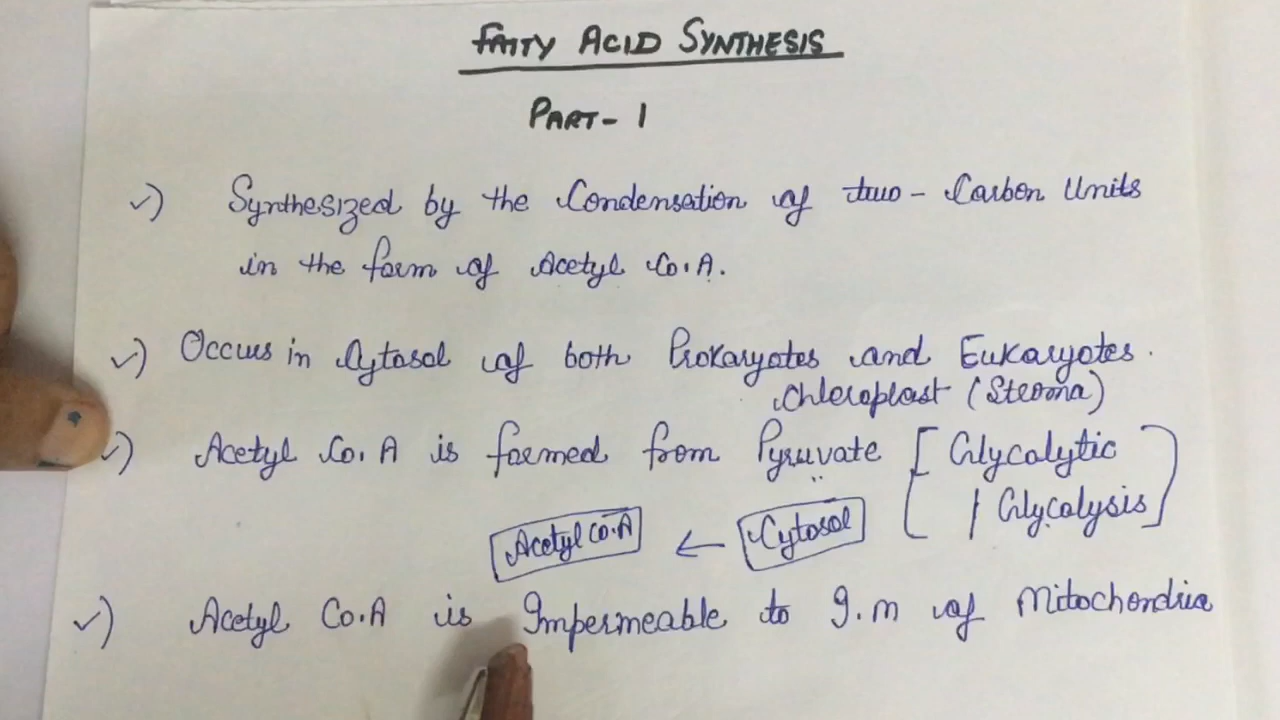 FATTY ACID SYNTHESIS
PART- 1
✓) Synthesized by the Condensation of two - Carbon Units
in the form of Acetyl Co.A.
✓) Occurs in Cytosol of both Prokaryotes and Eukaryotes.
Chloroplast (Stroma)
✓) Acetyl Co.A is formed from Pyruvate [ Glycolytic
/ Glycolysis ]
Acetyl Co.A ← Cytosol
✓) Acetyl Co.A is Impermeable to I.m of Mitochondria